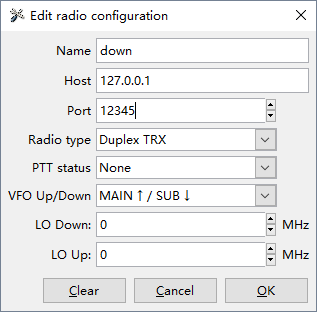 Edit radio configuration
Name down
Host 127.0.0.1
Port 12345
Radio type Duplex TRX
PTT status None
VFO Up/Down MAIN ↑ / SUB ↓
LO Down: 0 MHz
LO Up: 0 MHz
Clear Cancel OK